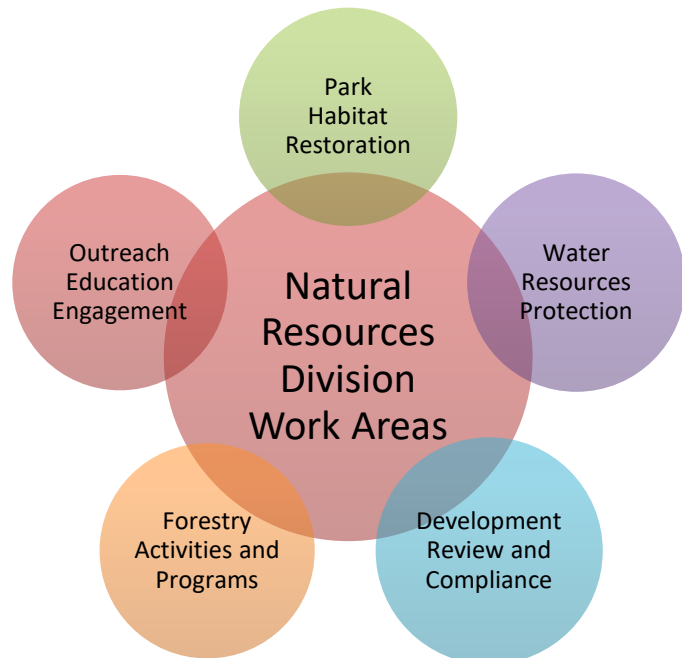 Park
Habitat
Restoration
Outreach
Education
Engagement
Water
Resources
Protection
Natural
Resources
Division
Work Areas
Forestry
Activities and
Programs
Development
Review and
Compliance